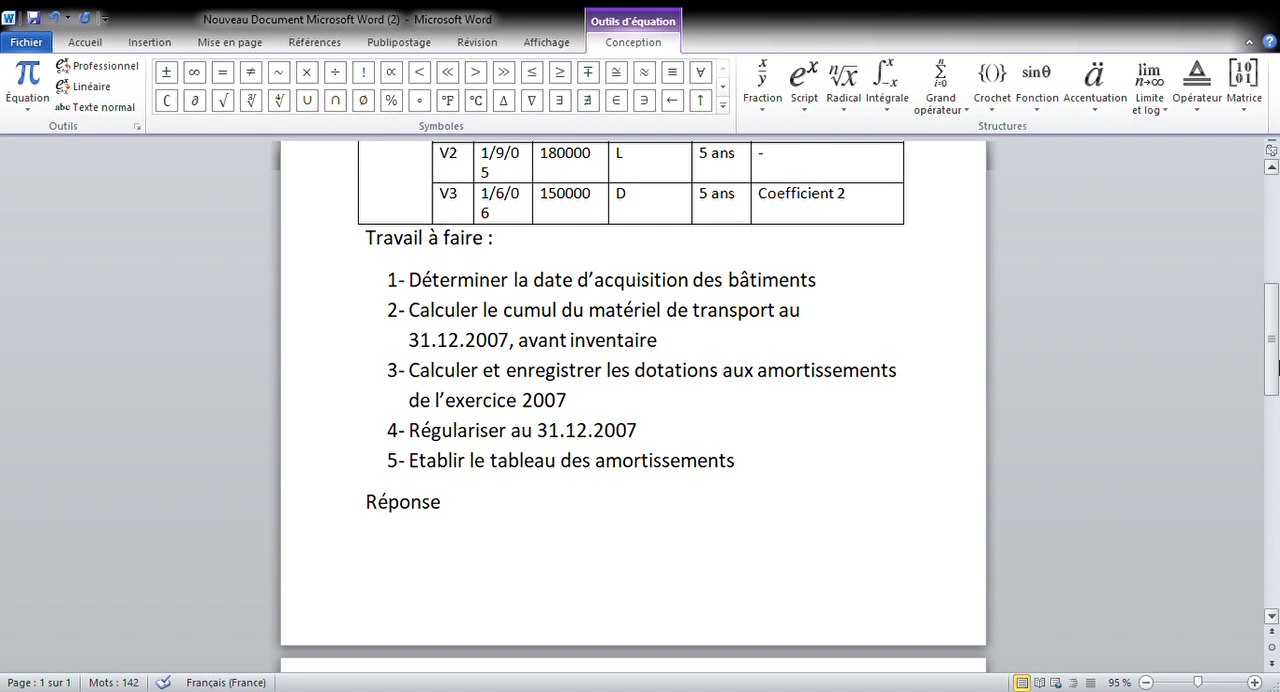 Nouveau Document Microsoft Word (2) - Microsoft Word
Outils d'équation
Fichier Accueil Insertion Mise en page Références Publipostage Révision Affichage Conception
Équation
Professionnel
Linéaire
abc Texte normal
Outils
± ∞ = ≠ ~ × ÷ ! ∝ < ≪ > ≫ ≤ ≥ ∓ ≅ ≈ ≡ ∀
∁ ∂ √ ∛ ∜ ∪ ∩ ∅ % ° °F °C ∆ ∇ ∃ ∄ ∈ ∋ ← ↑
Symboles
Fraction Script Radical Intégrale Grand opérateur Crochet Fonction Accentuation Limite et log Opérateur Matrice
Structures
V2 1/9/05 180000 L 5 ans -
V3 1/6/06 150000 D 5 ans Coefficient 2
Travail à faire :
1- Déterminer la date d'acquisition des bâtiments
2- Calculer le cumul du matériel de transport au
31.12.2007, avant inventaire
3- Calculer et enregistrer les dotations aux amortissements
de l'exercice 2007
4- Régulariser au 31.12.2007
5- Etablir le tableau des amortissements
Réponse
Page : 1 sur 1 Mots : 142 Français (France) 95 %